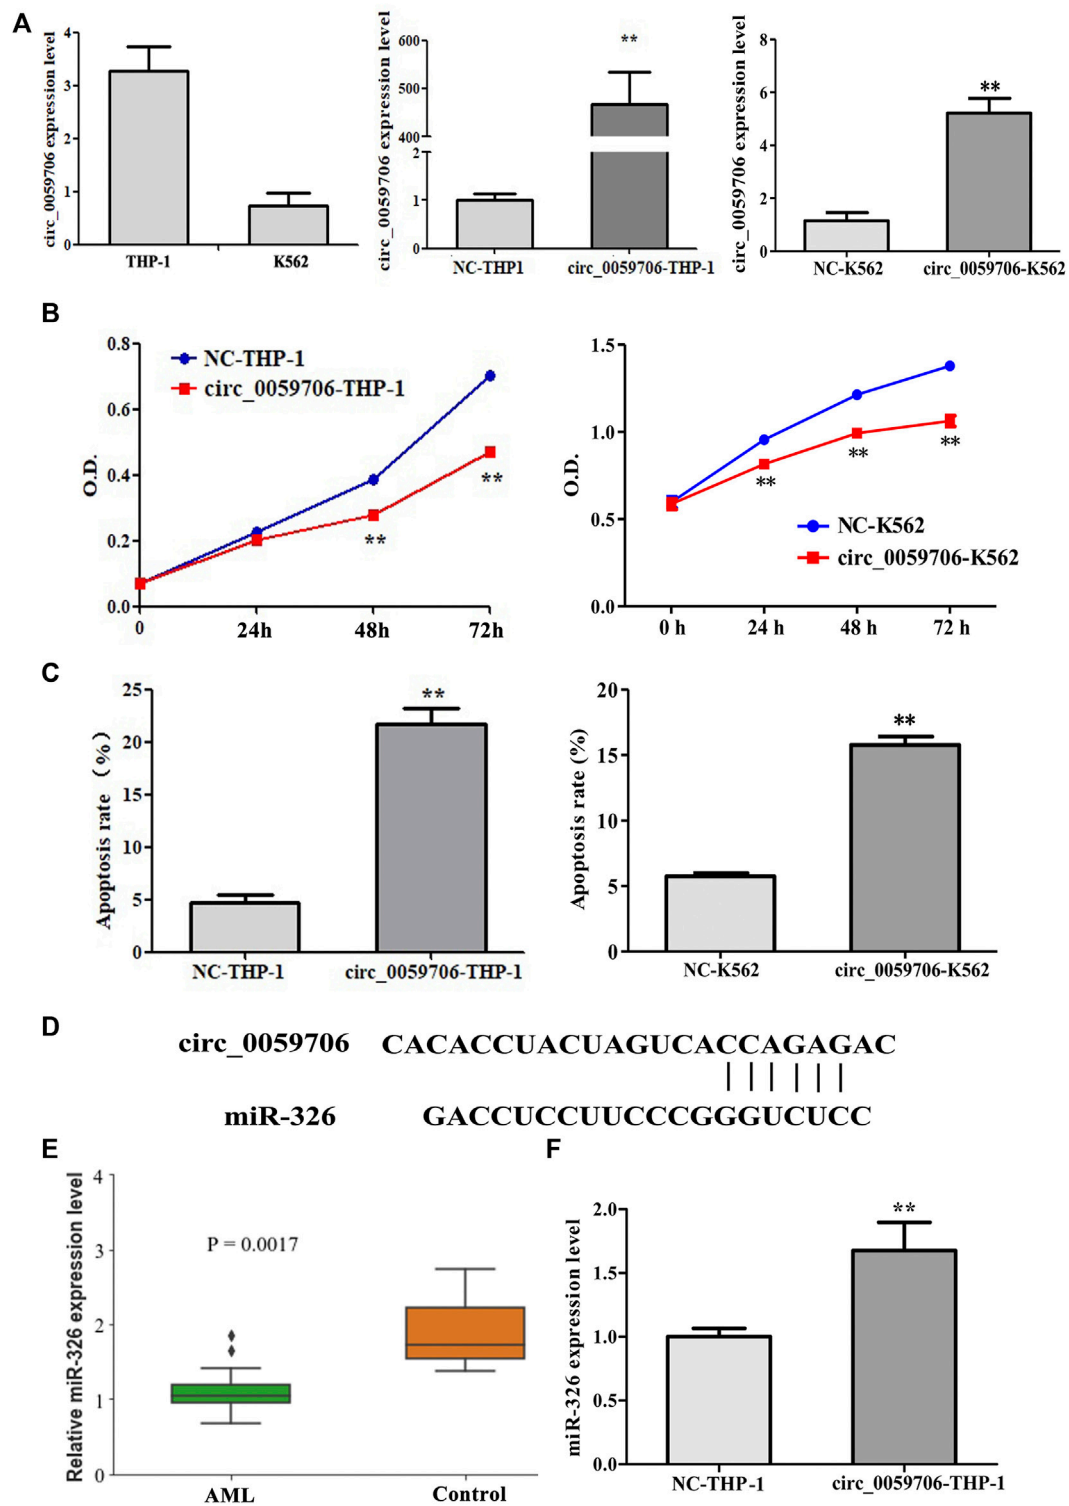 A
circ_0059706 expression level
4
3
2
1
0
THP-1
K562
circ_0059706 expression level
600
500
400
2
1
0
**
NC-THP1
circ_0059706-THP-1
circ_0059706 expression level
8
6
4
2
0
**
NC-K562
circ_0059706-K562
B
O.D.
0.8
0.6
0.4
0.2
0.0
NC-THP-1
circ_0059706-THP-1
**
**
0
24h
48h
72h
O.D.
1.5
1.0
0.5
0.0
**
**
**
NC-K562
circ_0059706-K562
0 h
24 h
48 h
72 h
C
Apoptosis rate (%)
25
20
15
10
5
0
**
NC-THP-1
circ_0059706-THP-1
Apoptosis rate (%)
20
15
10
5
0
**
NC-K562
circ_0059706-K562
D
circ_0059706 CACACCUACUAGUCACCAGAGAC
miR-326 GACCUCCUUCCCGGGUCUCC
E
Relative miR-326 expression level
4
3
2
1
0
P = 0.0017
AML
Control
F
miR-326 expression level
2.0
1.5
1.0
0.5
0.0
**
NC-THP-1
circ_0059706-THP-1